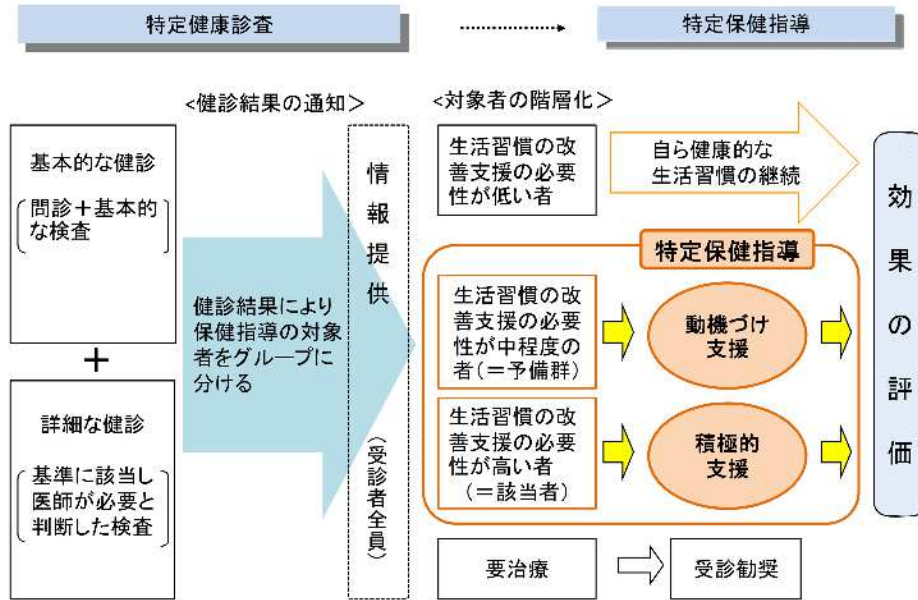 特定健康診査
特定保健指導
<健診結果の通知>
<対象者の階層化>
基本的な健診
問診+基本的
な検査
+
詳細な健診
基準に該当し
医師が必要と
判断した検査
健診結果により
保健指導の対象
者をグループに
分ける
情報提供
(受診者全員)
生活習慣の改
善支援の必要
性が低い者
自ら健康的な
生活習慣の継続
特定保健指導
生活習慣の改
善支援の必要
性が中程度の
者(=予備群)
動機づけ
支援
生活習慣の改
善支援の必要
性が高い者
(=該当者)
積極的
支援
要治療
受診勧奨
効果の評価